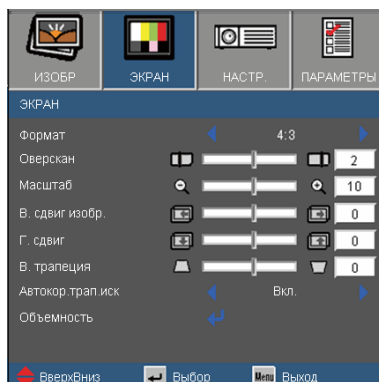 ИЗОБР ЭКРАН НАСТР. ПАРАМЕТРЫ
ЭКРАН
Формат 4:3
Оверскан 2
Масштаб 10
В. сдвиг изобр. 0
Г. сдвиг 0
В. трапеция 0
Автокор.трап.иск Вкл.
Объемность
ВверхВниз Выбор Menu Выход